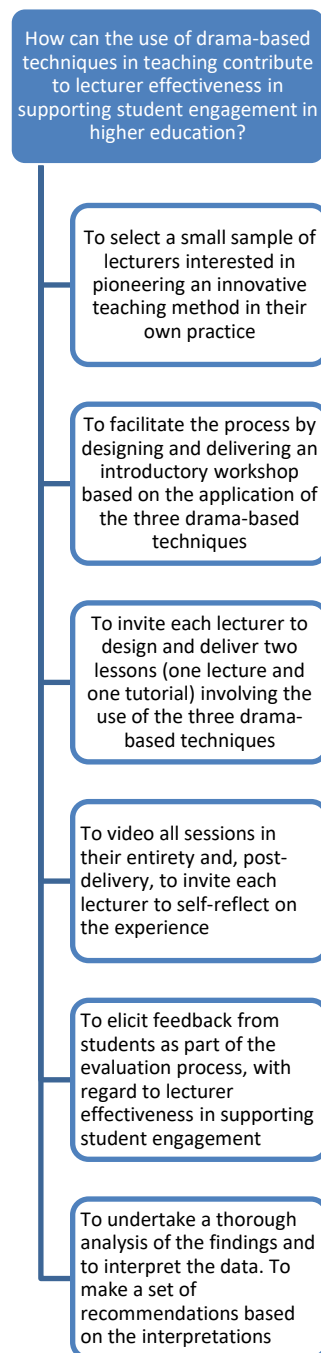 How can the use of drama-based
techniques in teaching contribute
to lecturer effectiveness in
supporting student engagement in
higher education?
To select a small sample of
lecturers interested in
pioneering an innovative
teaching method in their
own practice
To facilitate the process by
designing and delivering an
introductory workshop
based on the application of
the three drama-based
techniques
To invite each lecturer to
design and deliver two
lessons (one lecture and
one tutorial) involving the
use of the three drama-
based techniques
To video all sessions in
their entirety and, post-
delivery, to invite each
lecturer to self-reflect on
the experience
To elicit feedback from
students as part of the
evaluation process, with
regard to lecturer
effectiveness in supporting
student engagement
To undertake a thorough
analysis of the findings and
to interpret the data. To
make a set of
recommendations based
on the interpretations